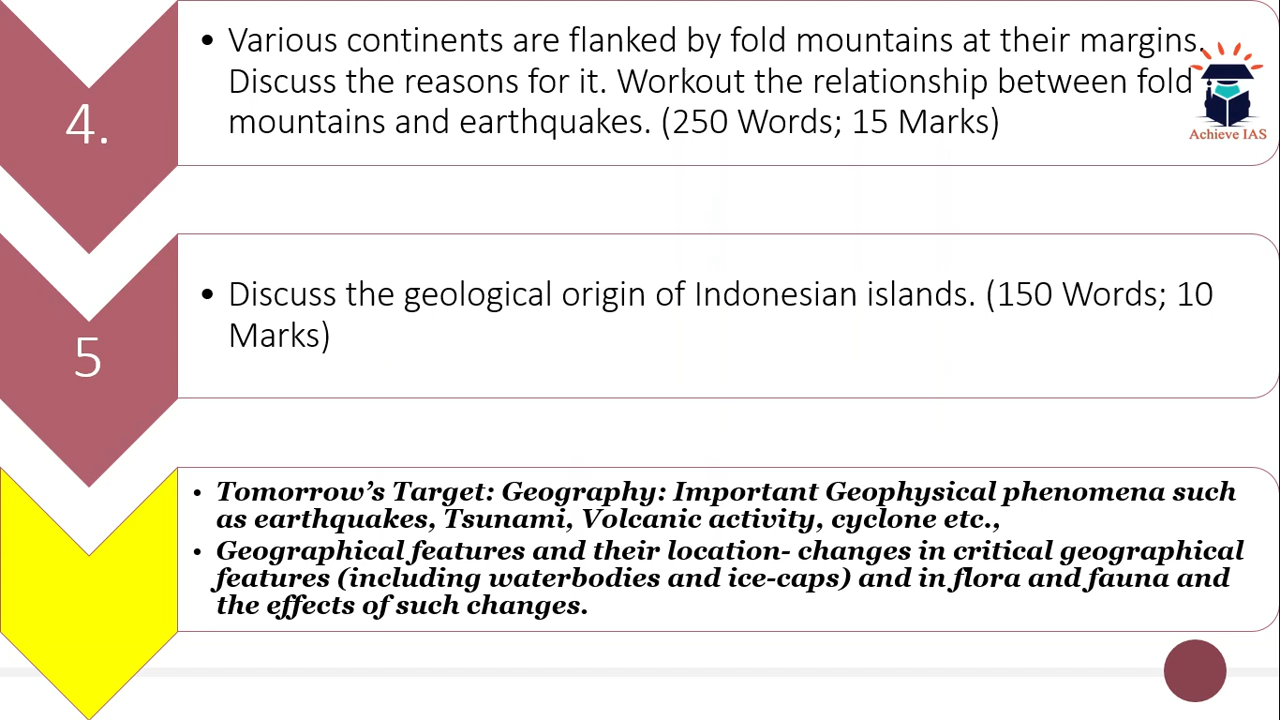 4.
• Various continents are flanked by fold mountains at their margins.
Discuss the reasons for it. Workout the relationship between fold
mountains and earthquakes. (250 Words; 15 Marks)
Achieve IAS
5
• Discuss the geological origin of Indonesian islands. (150 Words; 10
Marks)
• Tomorrow’s Target: Geography: Important Geophysical phenomena such
as earthquakes, Tsunami, Volcanic activity, cyclone etc.,
• Geographical features and their location- changes in critical geographical
features (including waterbodies and ice-caps) and in flora and fauna and
the effects of such changes.